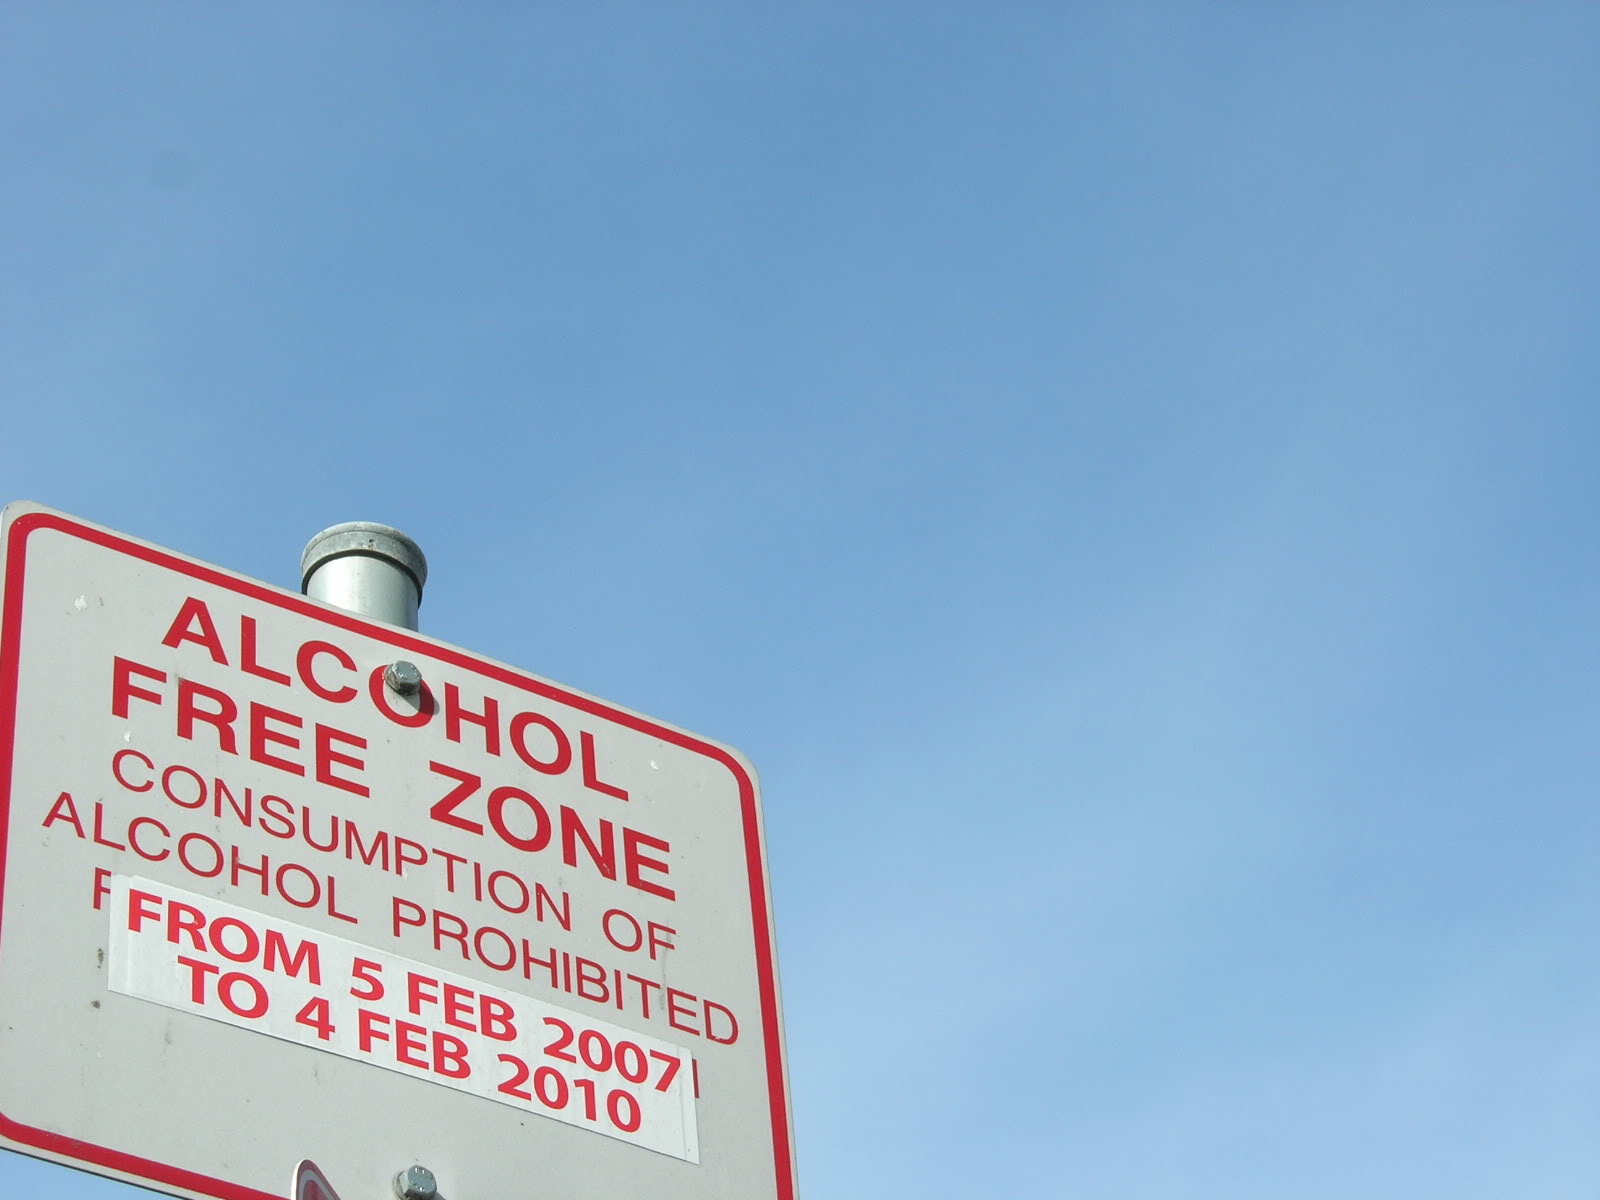 ALCOHOL
FREE ZONE
CONSUMPTION OF
ALCOHOL PROHIBITED
FROM 5 FEB 2007
TO 4 FEB 2010